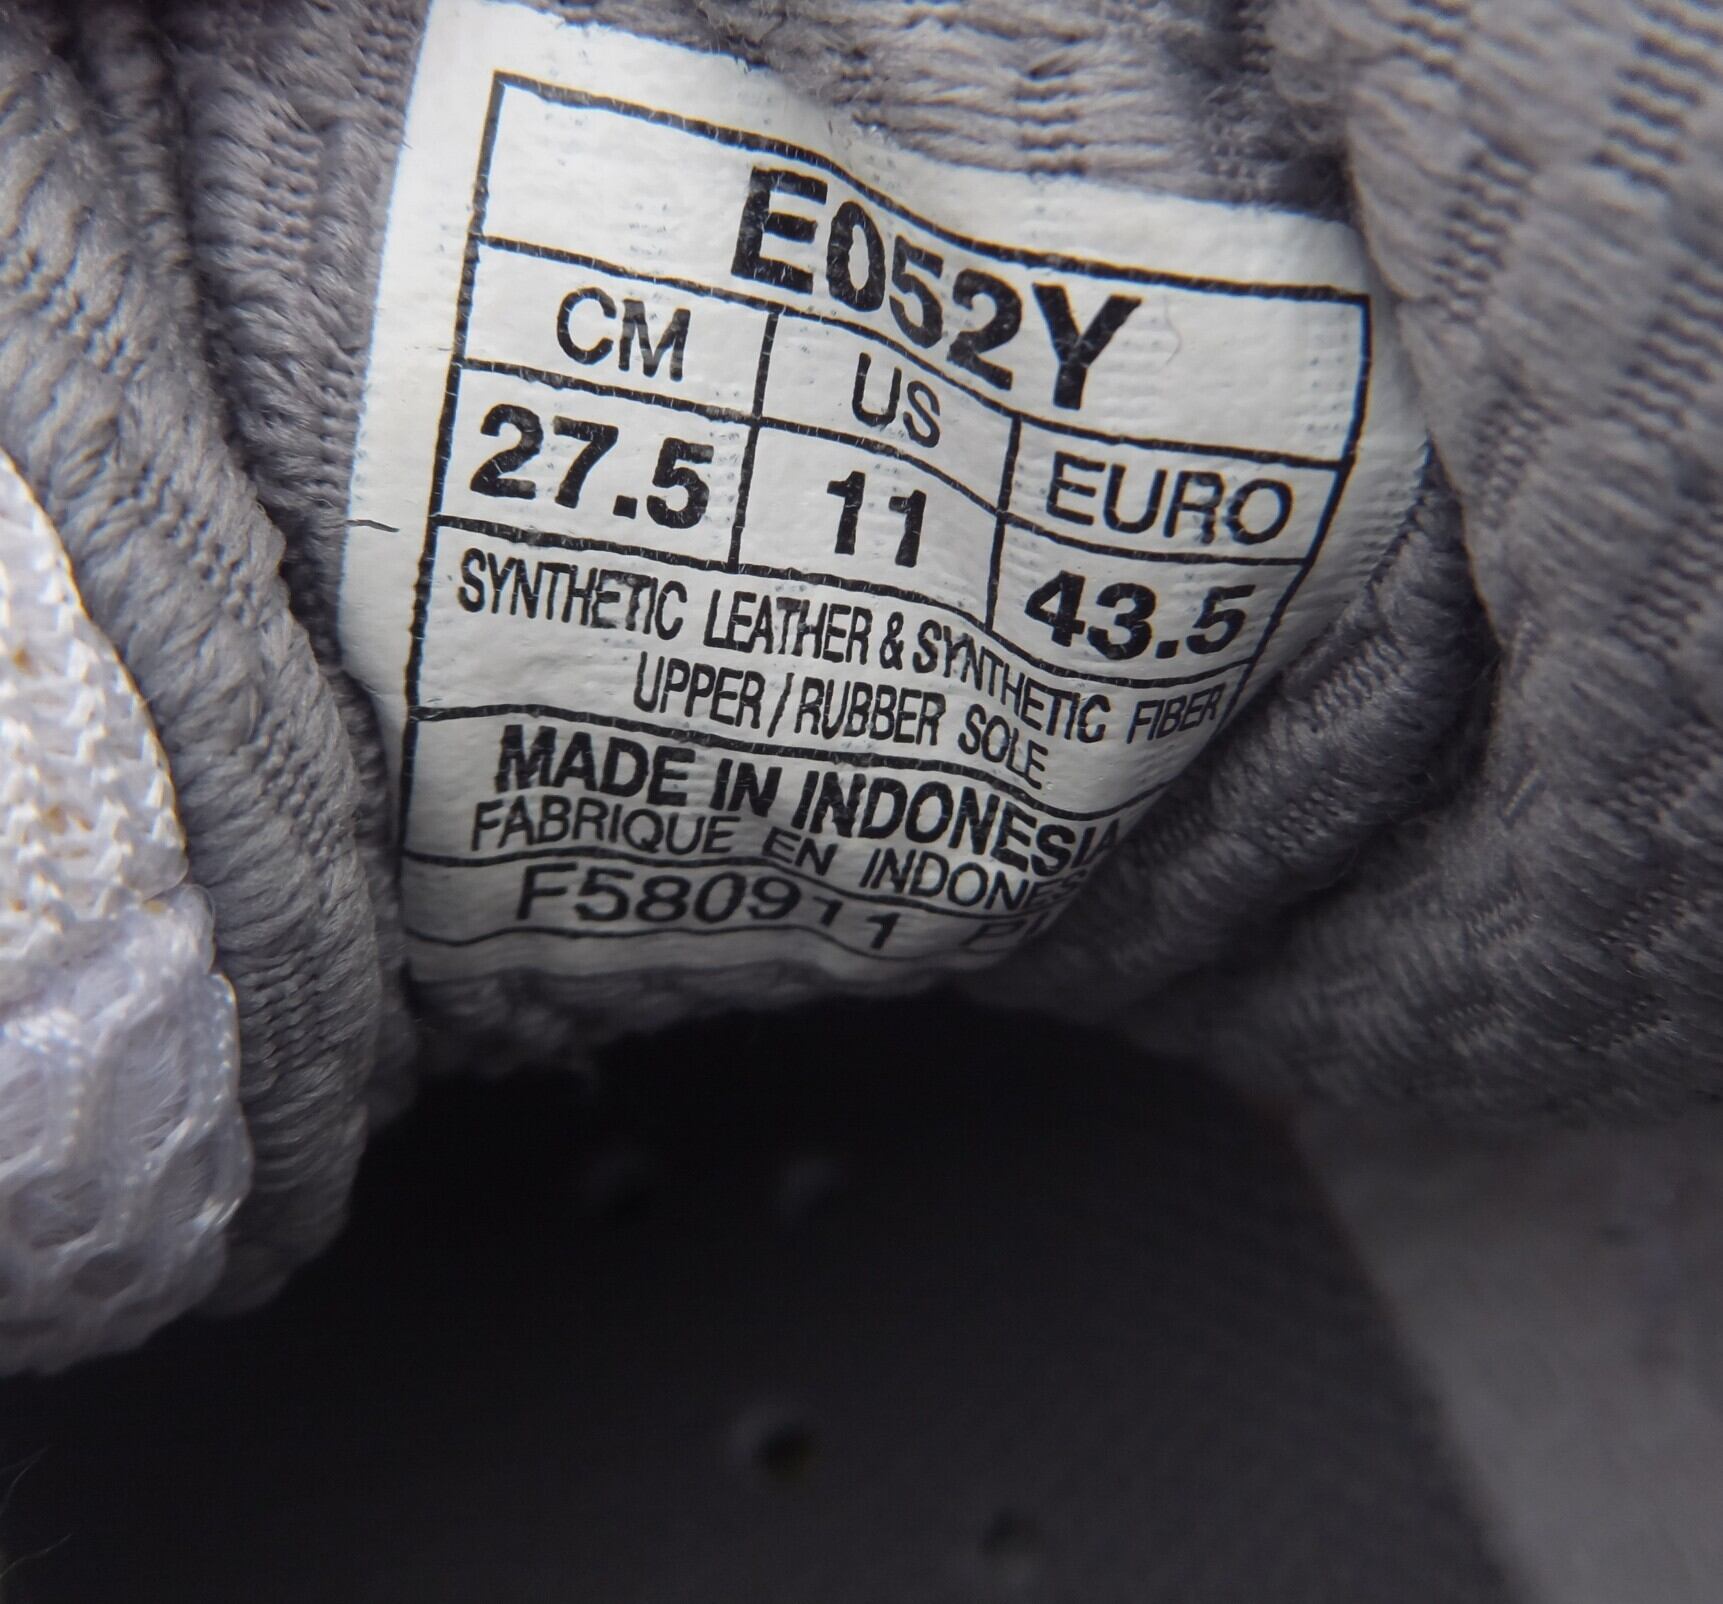 E052Y
CM US EURO
27.5 11 43.5
SYNTHETIC LEATHER & SYNTHETIC FIBER
UPPER / RUBBER SOLE
MADE IN INDONESIA
FABRIQUE EN
F580911